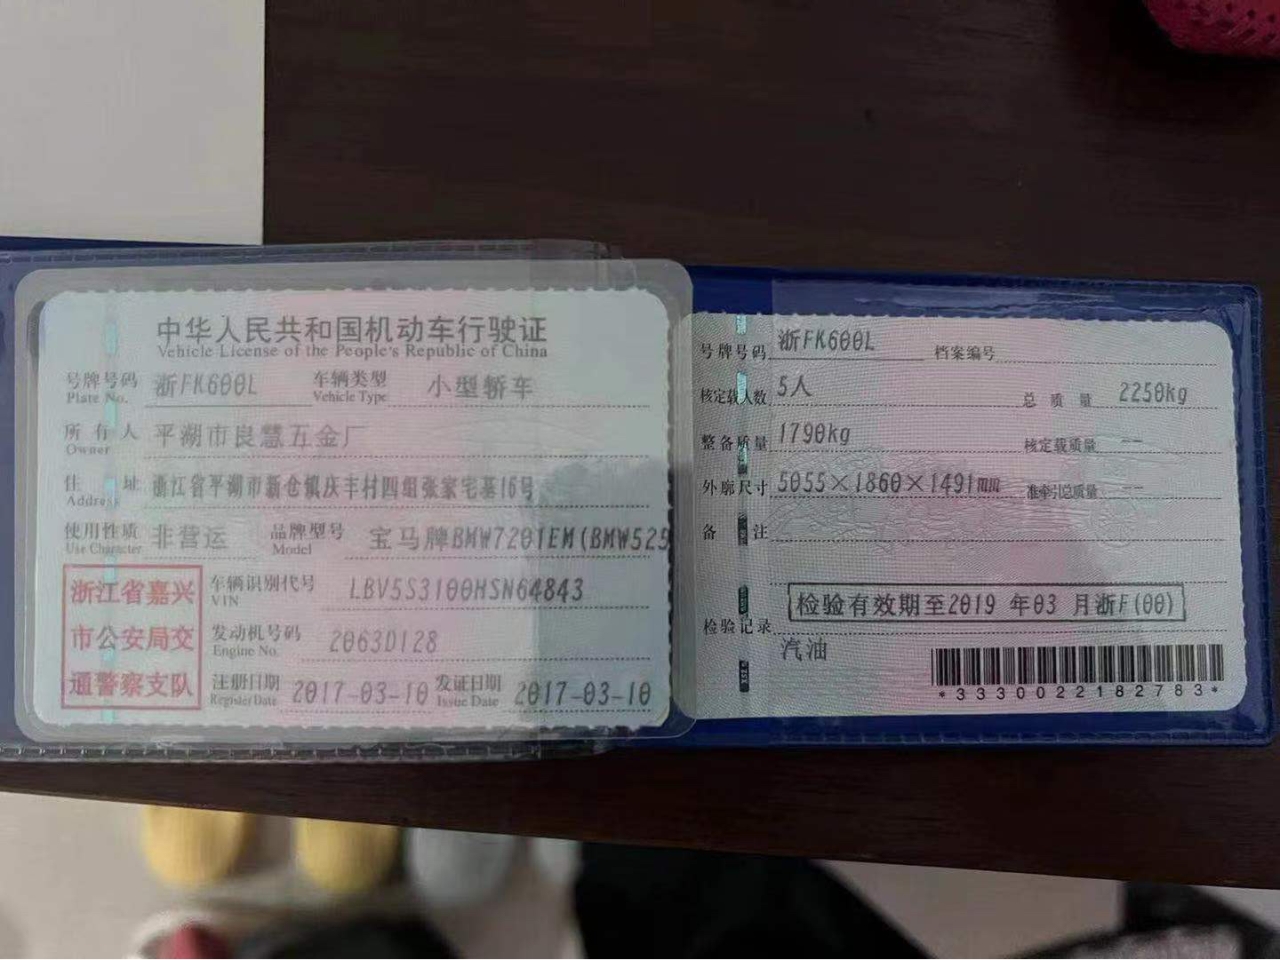 中华人民共和国机动车行驶证
Vehicle License of the People's Republic of China
号牌号码 浙FK600L 车辆类型 小型轿车
Plate No. Vehicle Type
所有人 平湖市良慧五金厂
Owner
住址 浙江省平湖市新仓镇庆丰村四组张家宅基16号
Address
使用性质 非营运 品牌型号 宝马牌BMW7201EM(BMW525
Use Character Model
浙江省嘉兴
市公安局交
通警察支队
车辆识别代号 LBV5S3100HSN64843
VIN
发动机号码 2063D128
Engine No.
注册日期 2017-03-10 发证日期 2017-03-10
Register Date Issue Date
号牌号码 浙FK600L 档案编号
核定载人数 5人 总质量 2250kg
整备质量 1790kg 核定载质量 --
外廓尺寸 5055×1860×1491mm 准牵引总质量 --
备注
检验有效期至2019 年03 月浙F(00)
检验记录
汽油
*3330022182783*